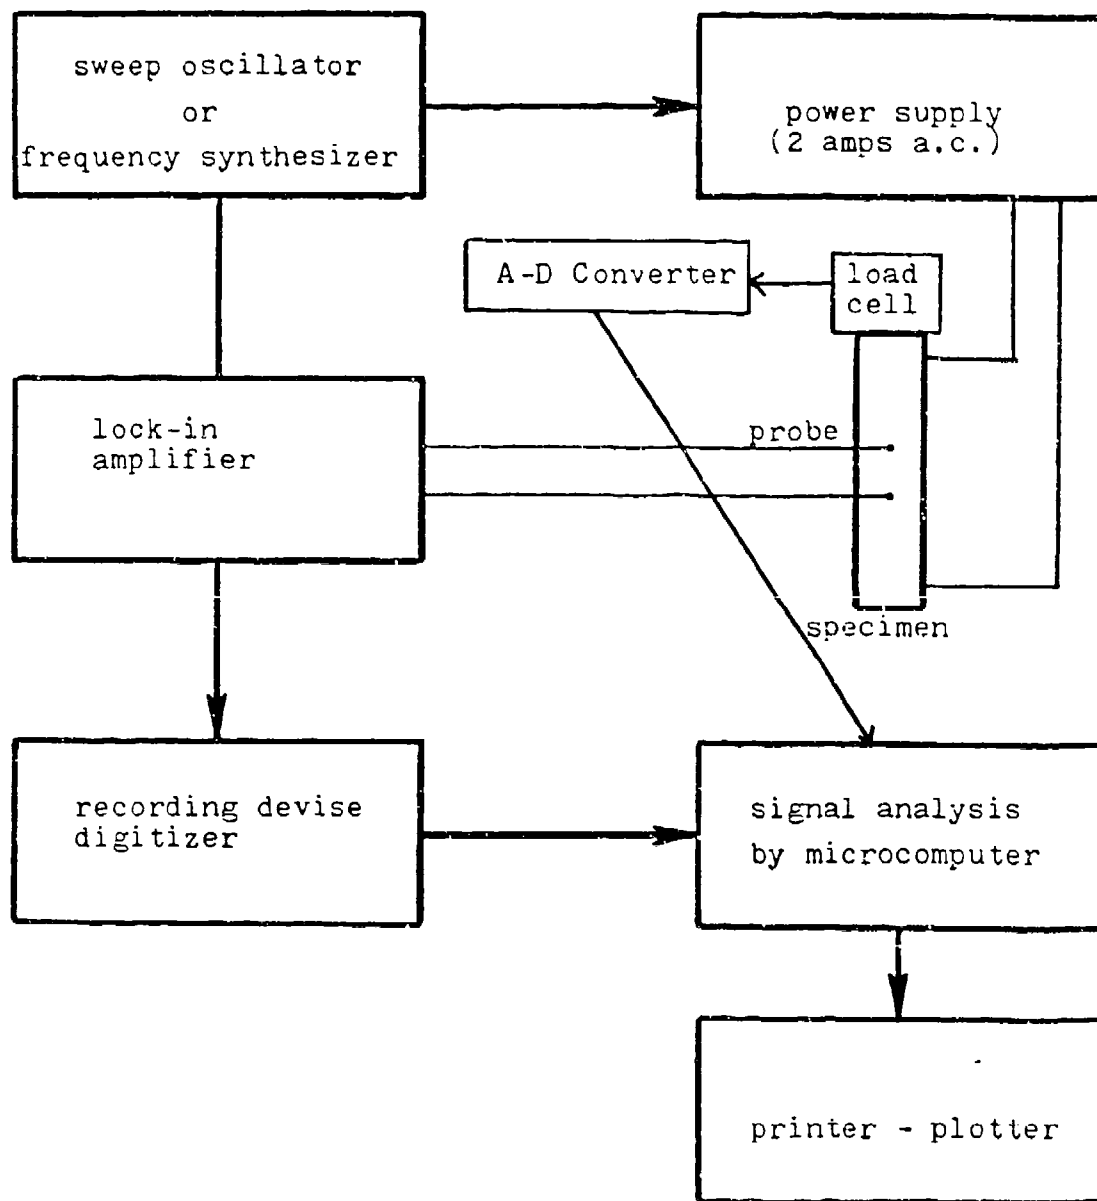 sweep oscillator
or
frequency synthesizer
power supply
(2 amps a.c.)
A-D Converter
load
cell
lock-in
amplifier
probe
specimen
recording devise
digitizer
signal analysis
by microcomputer
printer - plotter